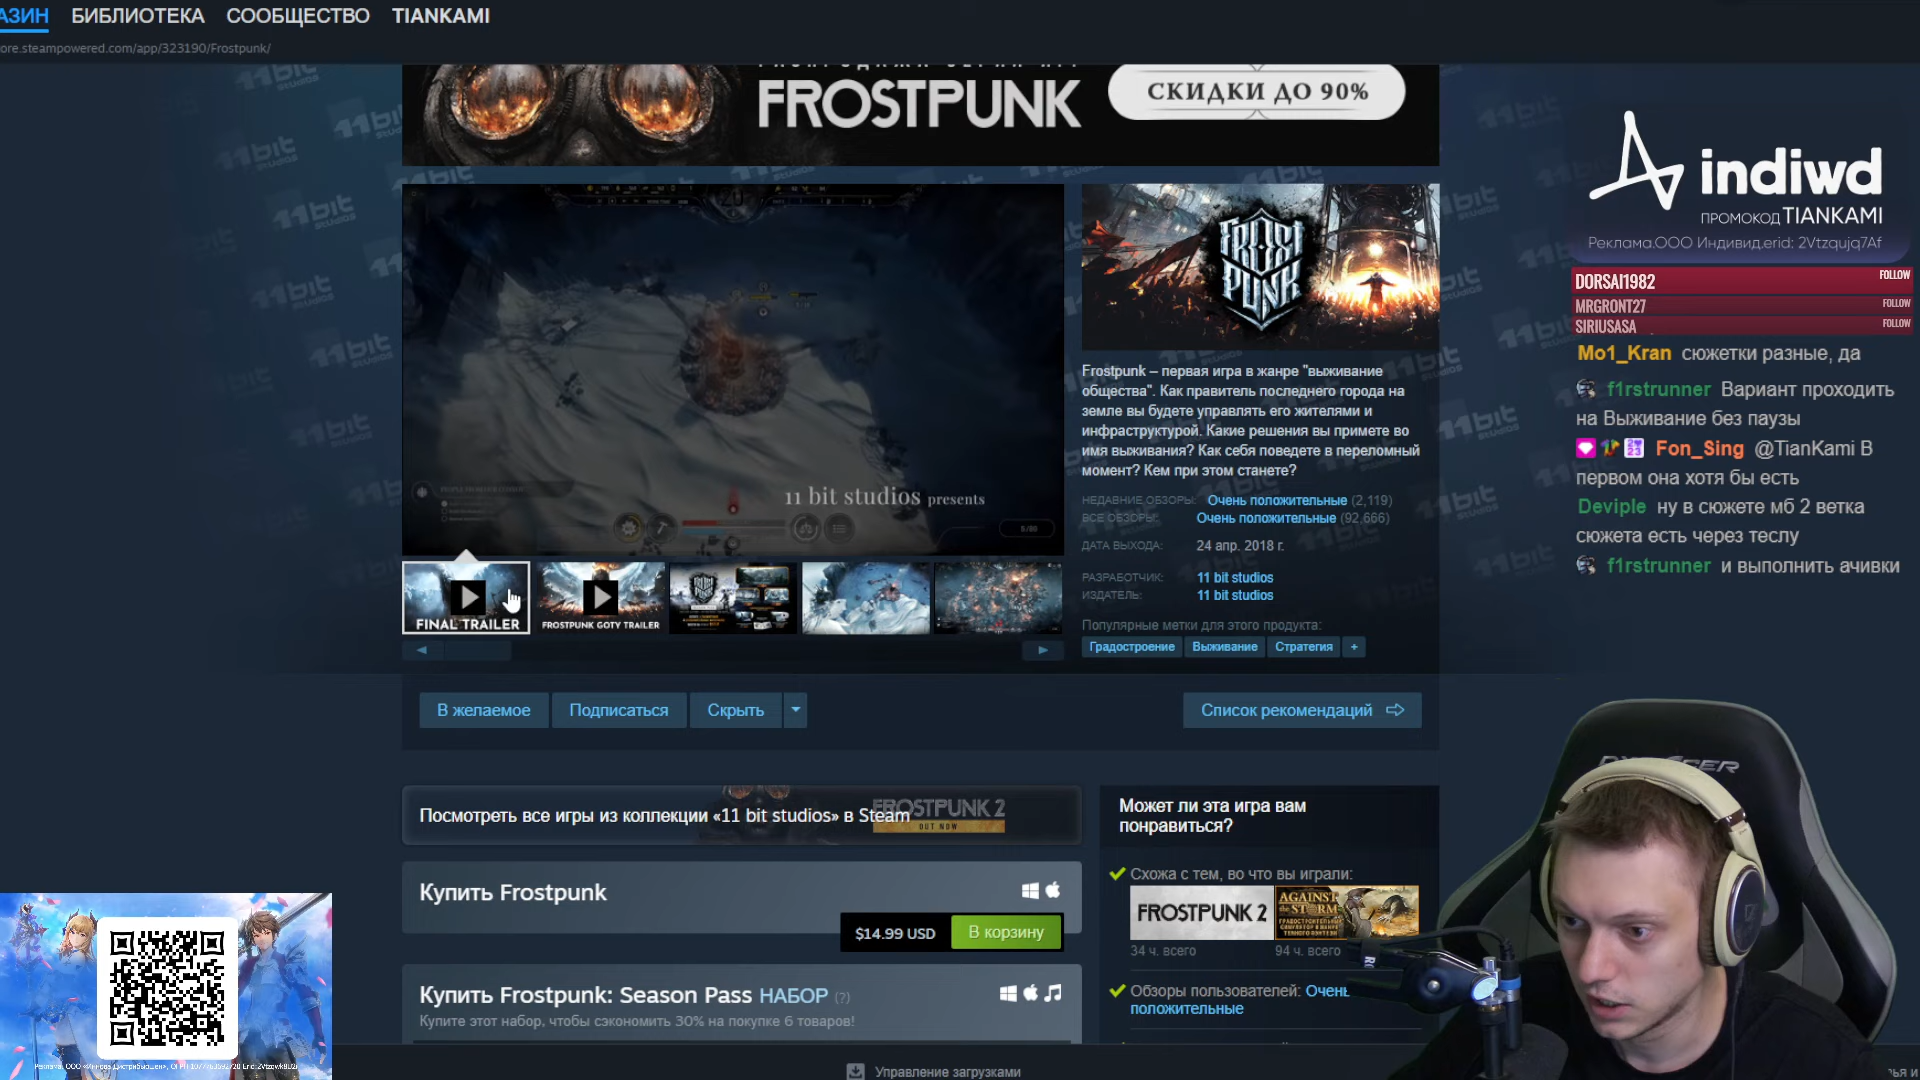 АЗИН БИБЛИОТЕКА СООБЩЕСТВО TIANKAMI
ore.steampowered.com/app/323190/Frostpunk/
FROSTPUNK
СКИДКИ ДО 90%
11 bit studios presents
FINAL TRAILER
FROSTPUNK GOTY TRAILER
FROST PUNK
Frostpunk – первая игра в жанре "выживание
общества". Как правитель последнего города на
земле вы будете управлять его жителями и
инфраструктурой. Какие решения вы примете во
имя выживания? Как себя поведете в переломный
момент? Кем при этом станете?
НЕДАВНИЕ ОБЗОРЫ: Очень положительные (2,119)
ВСЕ ОБЗОРЫ: Очень положительные (92,666)
ДАТА ВЫХОДА: 24 апр. 2018 г.
РАЗРАБОТЧИК: 11 bit studios
ИЗДАТЕЛЬ: 11 bit studios
Популярные метки для этого продукта:
Градостроение Выживание Стратегия +
В желаемое Подписаться Скрыть
Список рекомендаций
Посмотреть все игры из коллекции «11 bit studios» в Steam
FROSTPUNK 2
OUT NOW
Купить Frostpunk
$14.99 USD В корзину
Купить Frostpunk: Season Pass НАБОР (?)
Купите этот набор, чтобы сэкономить 30% на покупке 6 товаров!
Может ли эта игра вам
понравиться?
Схожа с тем, во что вы играли:
FROSTPUNK 2
AGAINST THE STORM
34 ч. всего 94 ч. всего
Обзоры пользователей: Очень
положительные
Управление загрузками
indiwd
ПРОМОКОД TIANKAMI
Реклама.ООО Индивид.erid: 2Vtzqujq7Af
DORSAI1982 FOLLOW
MRGRONT27 FOLLOW
SIRIUSASA FOLLOW
Mo1_Kran сюжетки разные, да
f1rstrunner Вариант проходить
на Выживание без паузы
Fon_Sing @TianKami В
первом она хотя бы есть
Deviple ну в сюжете мб 2 ветка
сюжета есть через теслу
f1rstrunner и выполнить ачивки